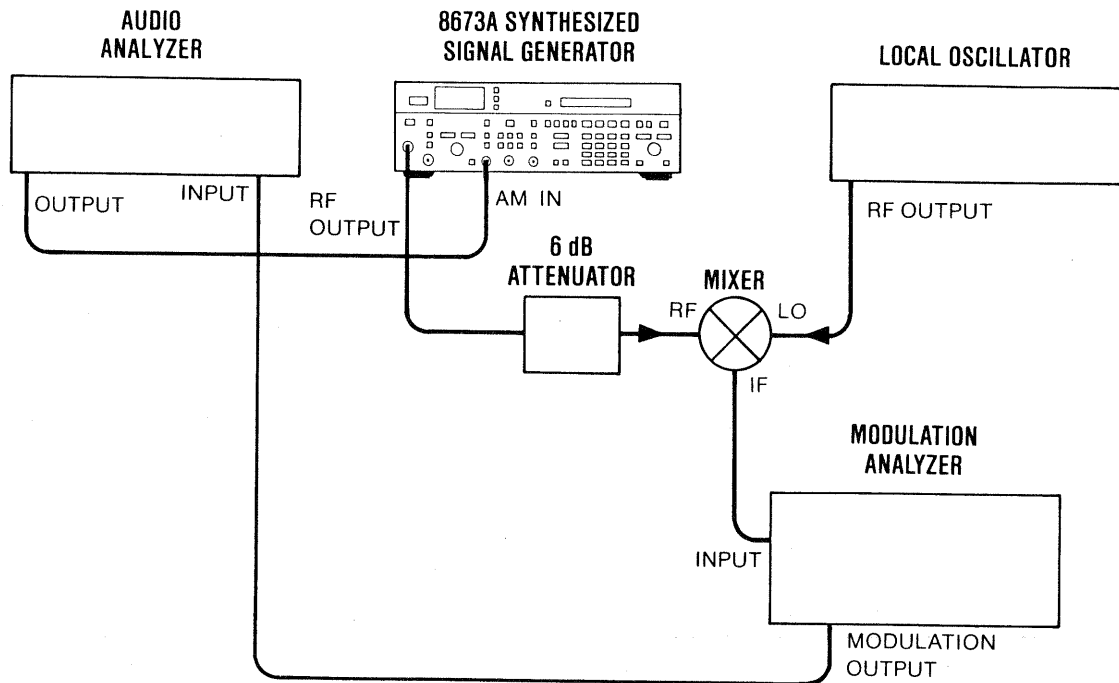 AUDIO
ANALYZER
8673A SYNTHESIZED
SIGNAL GENERATOR
LOCAL OSCILLATOR
OUTPUT
INPUT
RF
OUTPUT
AM IN
RF OUTPUT
6 dB
ATTENUATOR
MIXER
RF
LO
IF
MODULATION
ANALYZER
INPUT
MODULATION
OUTPUT